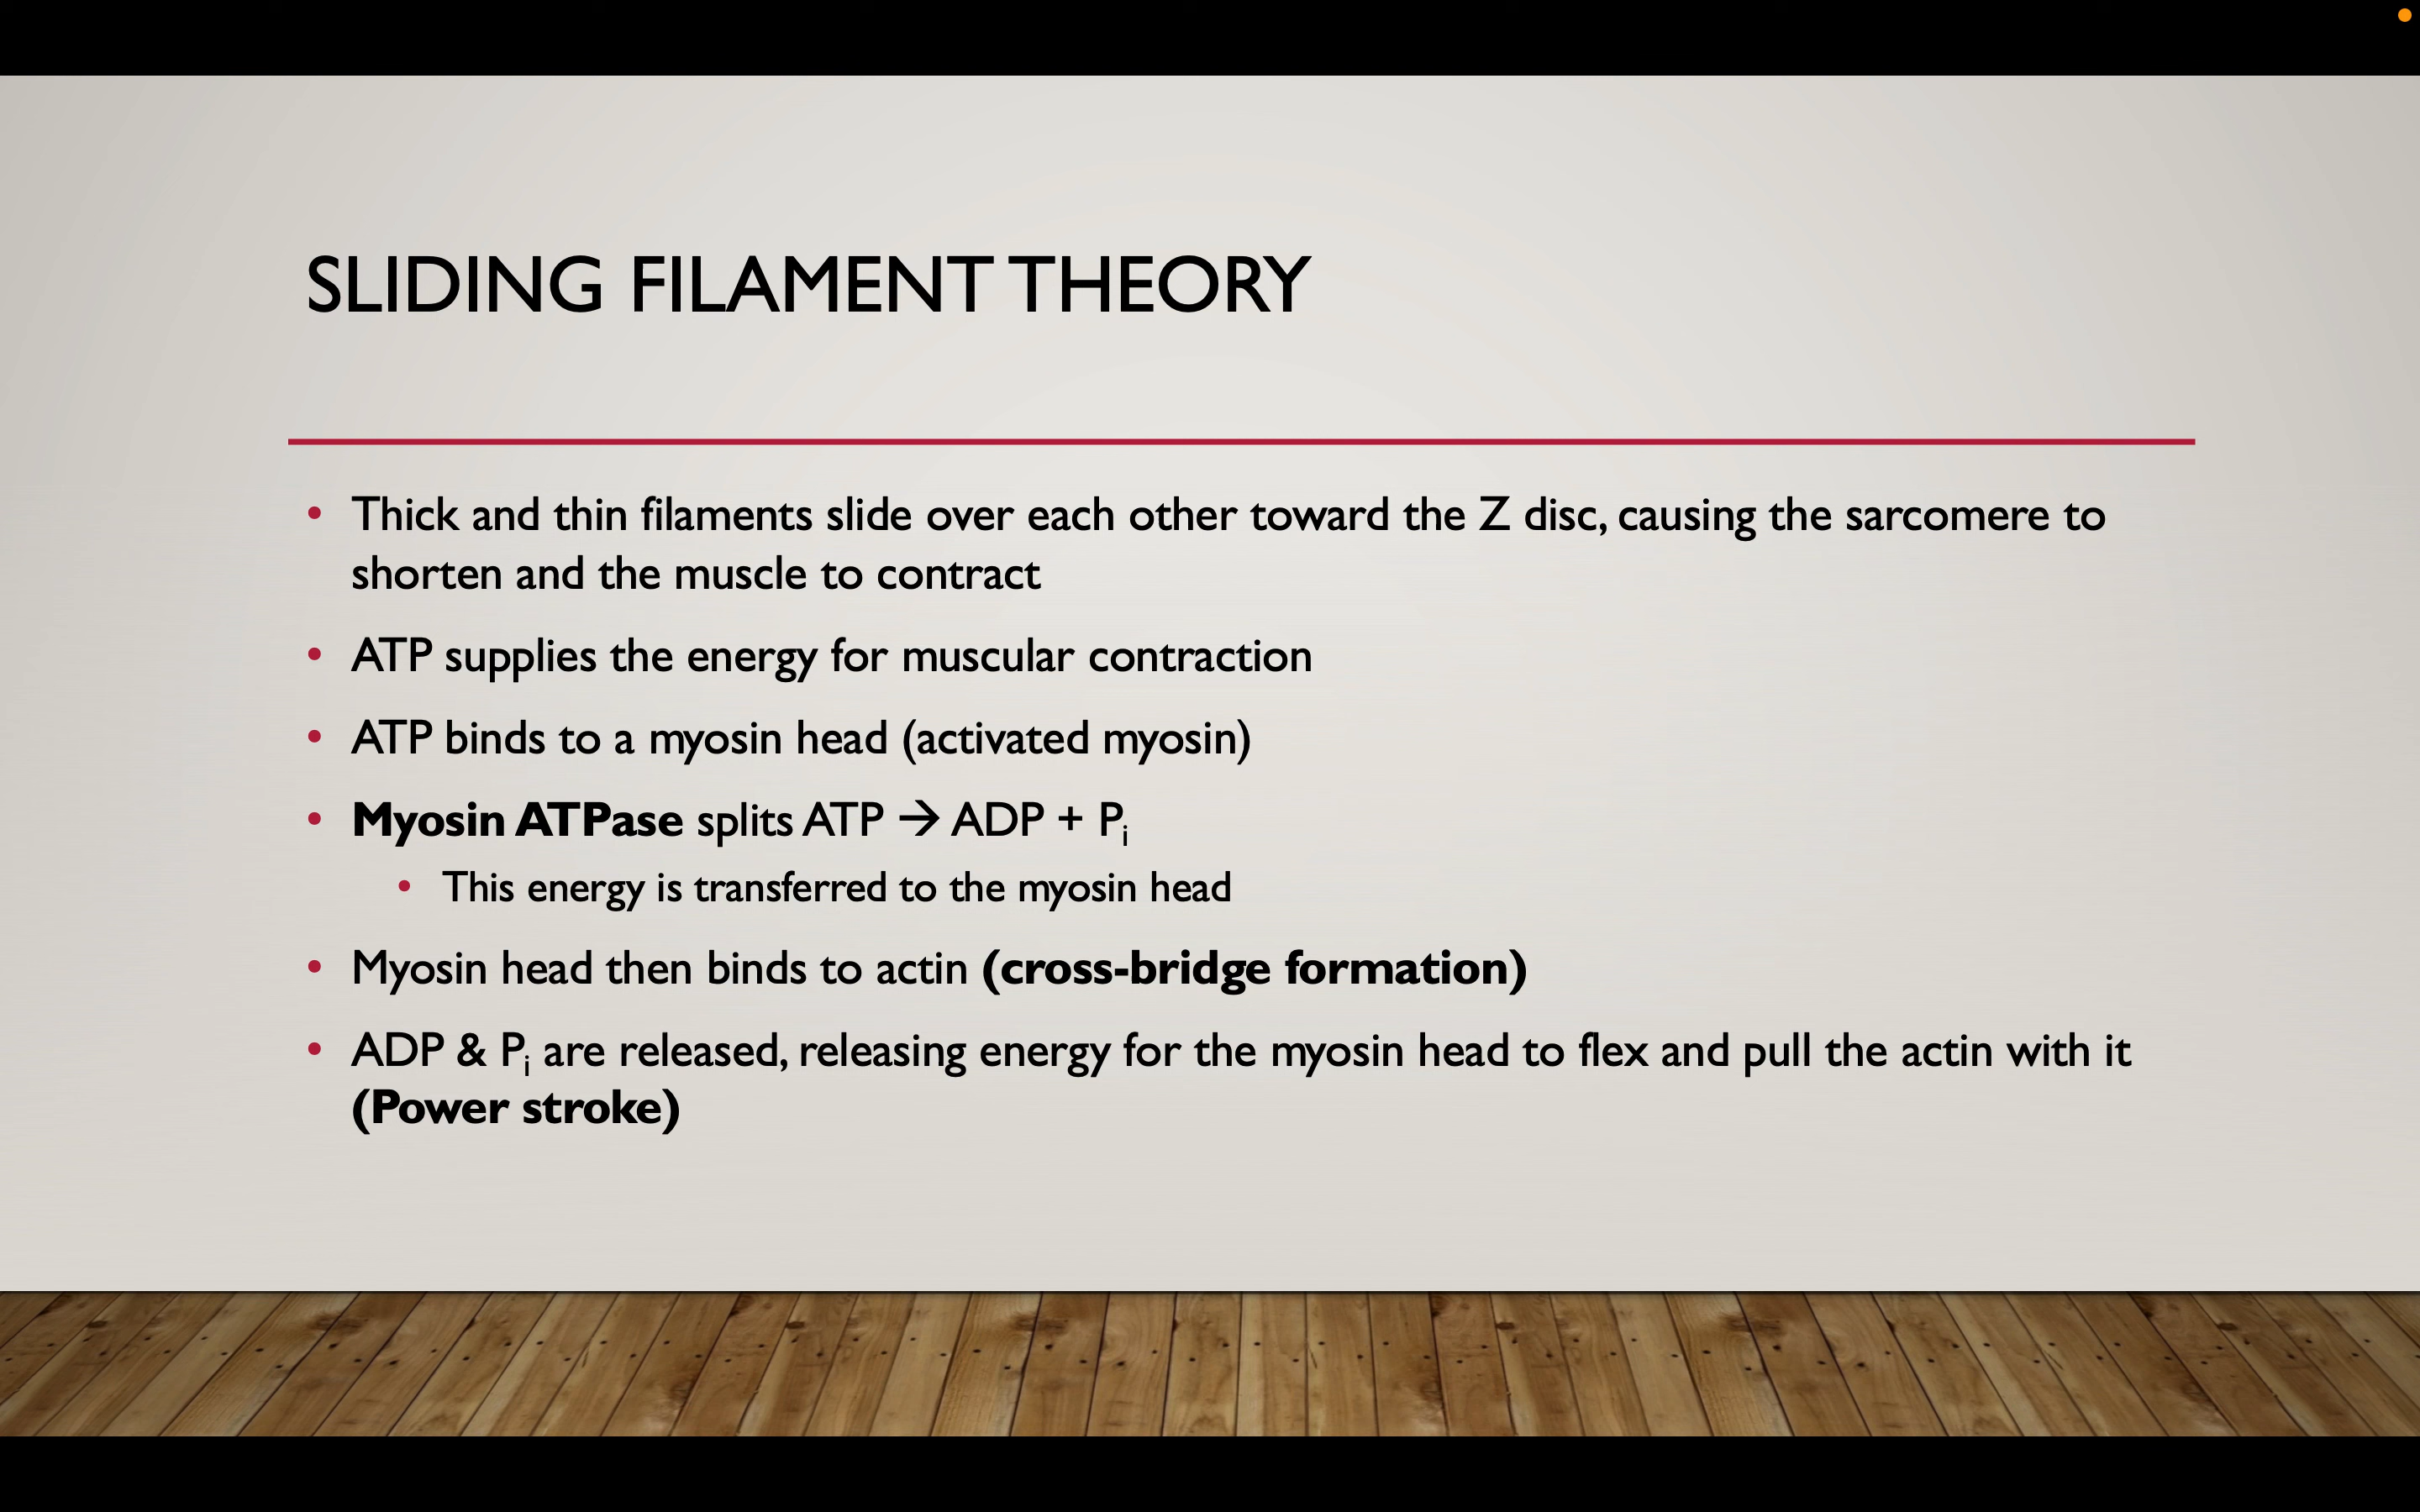 SLIDING FILAMENT THEORY
• Thick and thin filaments slide over each other toward the Z disc, causing the sarcomere to
shorten and the muscle to contract
• ATP supplies the energy for muscular contraction
• ATP binds to a myosin head (activated myosin)
• Myosin ATPase splits ATP → ADP + Pᵢ
• This energy is transferred to the myosin head
• Myosin head then binds to actin (cross-bridge formation)
• ADP & Pᵢ are released, releasing energy for the myosin head to flex and pull the actin with it
(Power stroke)